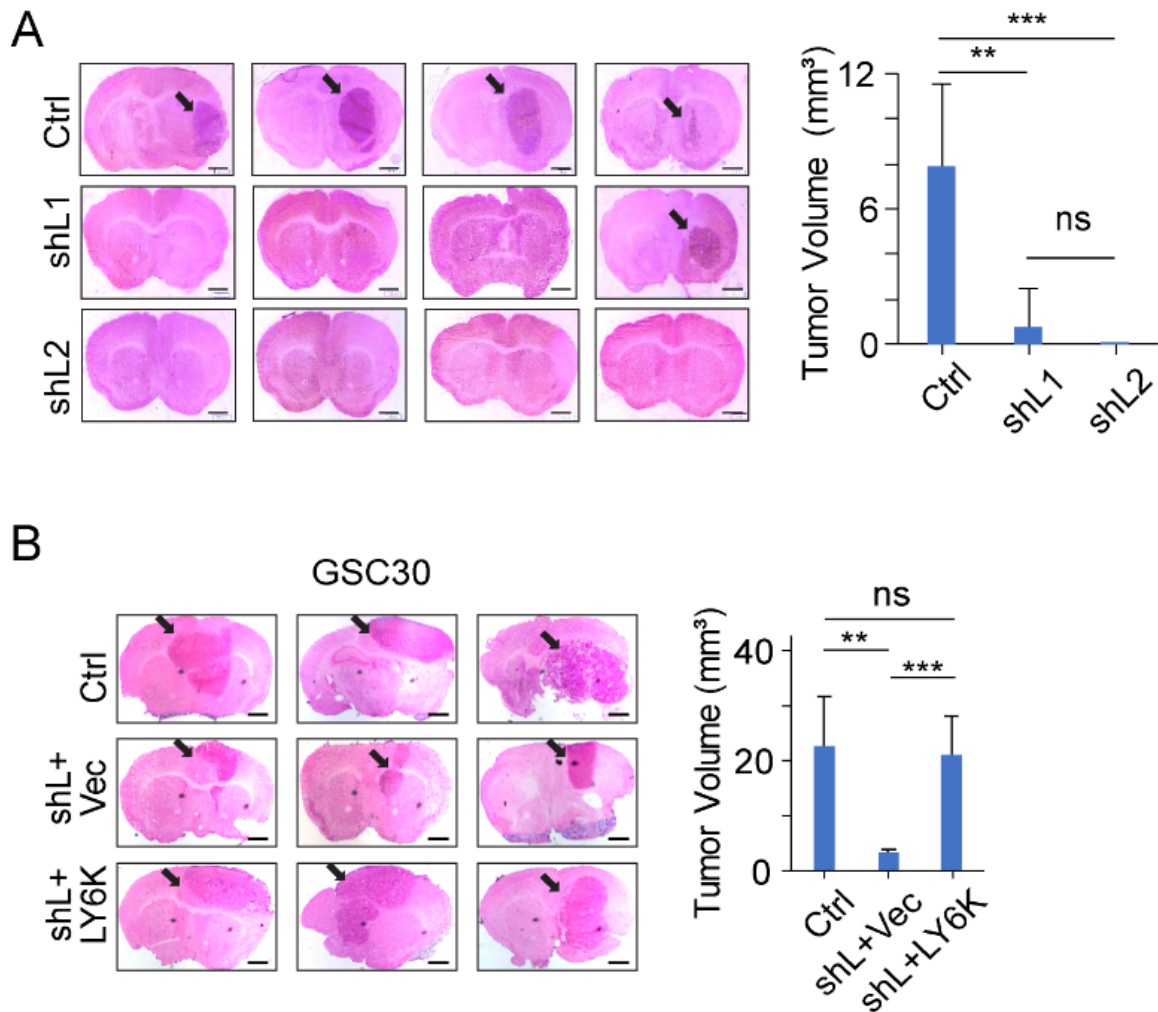 A
Ctrl
shL1
shL2
Tumor Volume (mm³)
12
6
0
***
**
ns
Ctrl
shL1
shL2
B
GSC30
Ctrl
shL+
Vec
shL+
LY6K
Tumor Volume (mm³)
40
20
0
ns
**
***
Ctrl
shL+Vec
shL+LY6K